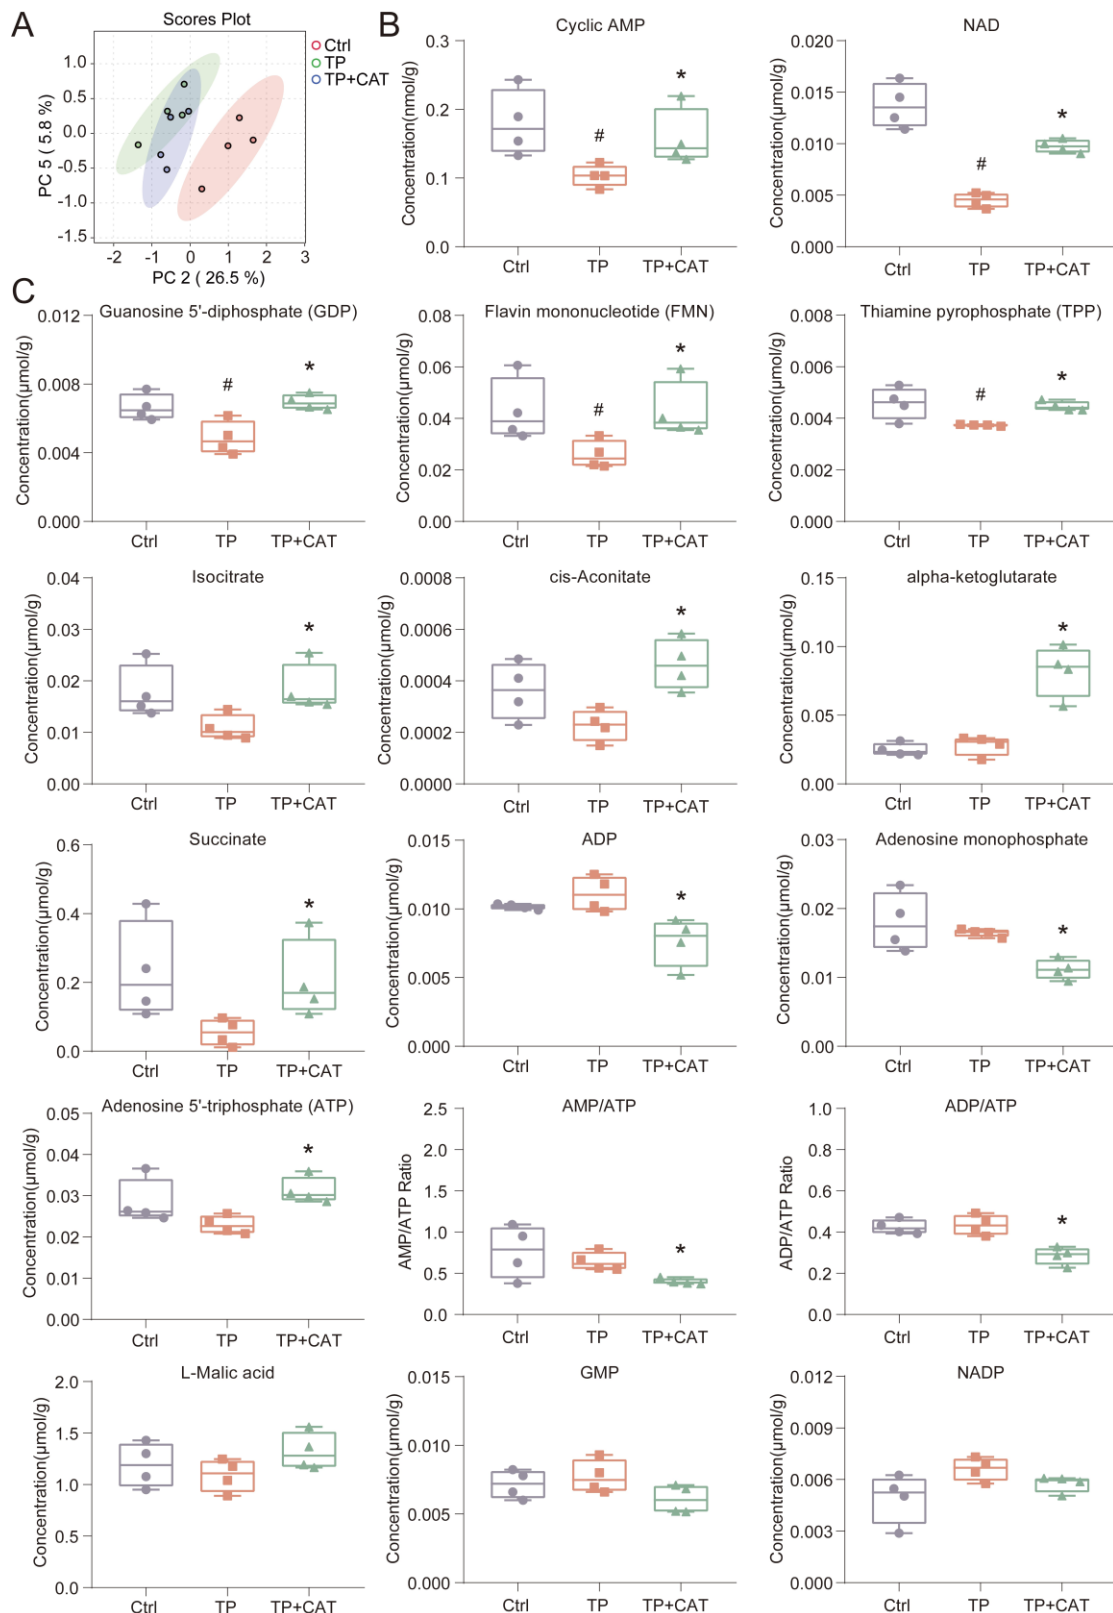 A
Scores Plot
PC 5 ( 5.8 %)
1.0
0.5
0.0
-0.5
-1.0
-1.5
-2
-1
0
1
2
3
PC 2 ( 26.5 %)
Ctrl
TP
TP+CAT
B
Cyclic AMP
Concentration(nmol/g)
0.3
0.2
0.1
0.0
#
*
Ctrl
TP
TP+CAT
NAD
Concentration(μmol/g)
0.020
0.015
0.010
0.005
0.000
#
*
Ctrl
TP
TP+CAT
C
Guanosine 5'-diphosphate (GDP)
Concentration(μmol/g)
0.012
0.008
0.004
0.000
#
*
Ctrl
TP
TP+CAT
Flavin mononucleotide (FMN)
Concentration(μmol/g)
0.08
0.06
0.04
0.02
0.00
#
*
Ctrl
TP
TP+CAT
Thiamine pyrophosphate (TPP)
Concentration(μmol/g)
0.008
0.006
0.004
0.002
0.000
#
*
Ctrl
TP
TP+CAT
Isocitrate
Concentration(μmol/g)
0.04
0.03
0.02
0.01
0.00
*
Ctrl
TP
TP+CAT
cis-Aconitate
Concentration(μmol/g)
0.0008
0.0006
0.0004
0.0002
0.0000
*
Ctrl
TP
TP+CAT
alpha-ketoglutarate
Concentration(μmol/g)
0.15
0.10
0.05
0.00
*
Ctrl
TP
TP+CAT
Succinate
Concentration(μmol/g)
0.6
0.4
0.2
0.0
*
Ctrl
TP
TP+CAT
ADP
Concentration(μmol/g)
0.015
0.010
0.005
0.000
*
Ctrl
TP
TP+CAT
Adenosine monophosphate
Concentration(μmol/g)
0.03
0.02
0.01
0.00
*
Ctrl
TP
TP+CAT
Adenosine 5'-triphosphate (ATP)
Concentration(μmol/g)
0.05
0.04
0.03
0.02
0.01
0.00
*
Ctrl
TP
TP+CAT
AMP/ATP
AMP/ATP Ratio
2.5
2.0
1.5
1.0
0.5
0.0
*
Ctrl
TP
TP+CAT
ADP/ATP
ADP/ATP Ratio
1.0
0.8
0.6
0.4
0.2
0.0
*
Ctrl
TP
TP+CAT
L-Malic acid
Concentration(μmol/g)
2.0
1.5
1.0
0.5
0.0
Ctrl
TP
TP+CAT
GMP
Concentration(μmol/g)
0.015
0.010
0.005
0.000
Ctrl
TP
TP+CAT
NADP
Concentration(μmol/g)
0.012
0.009
0.006
0.003
0.000
Ctrl
TP
TP+CAT